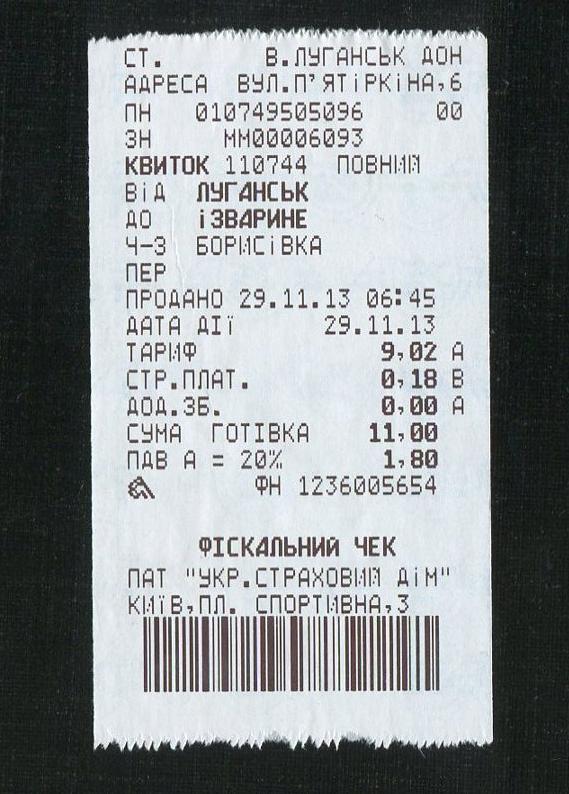 СТ. В.ЛУГАНСЬК ДОН
АДРЕСА ВУЛ.П'ЯТІРКІНА,6
ПН 010749505096 00
ЗН ММ00006093
КВИТОК 110744 ПОВНИЙ
ВІД ЛУГАНСЬК
ДО ІЗВАРИНЕ
Ч-З БОРИСІВКА
ПЕР
ПРОДАНО 29.11.13 06:45
ДАТА ДІЇ 29.11.13
ТАРИФ 9,02 А
СТР.ПЛАТ. 0,18 В
ДОД.ЗБ. 0,00 А
СУМА ГОТІВКА 11,00
ПДВ А = 20% 1,80
ФН 1236005654
ФІСКАЛЬНИЙ ЧЕК
ПАТ "УКР.СТРАХОВИЙ ДІМ"
КИЇВ,ПЛ. СПОРТИВНА,3